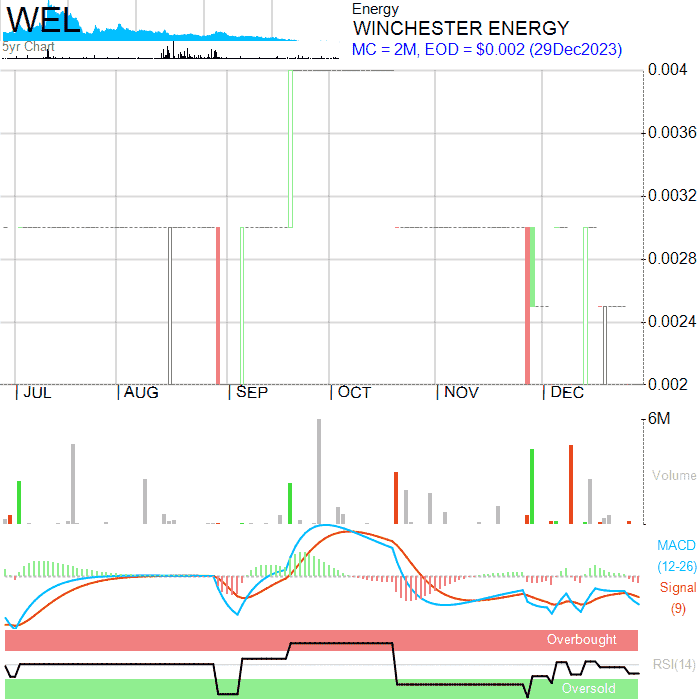 WEL
5yr Chart
Energy
WINCHESTER ENERGY
MC = 2M, EOD = $0.002 (29Dec2023)
0.004
0.0036
0.0032
0.0028
0.0024
0.002
JUL AUG SEP OCT NOV DEC
6M
Volume
MACD
(12-26)
Signal
(9)
Overbought
RSI(14)
Oversold